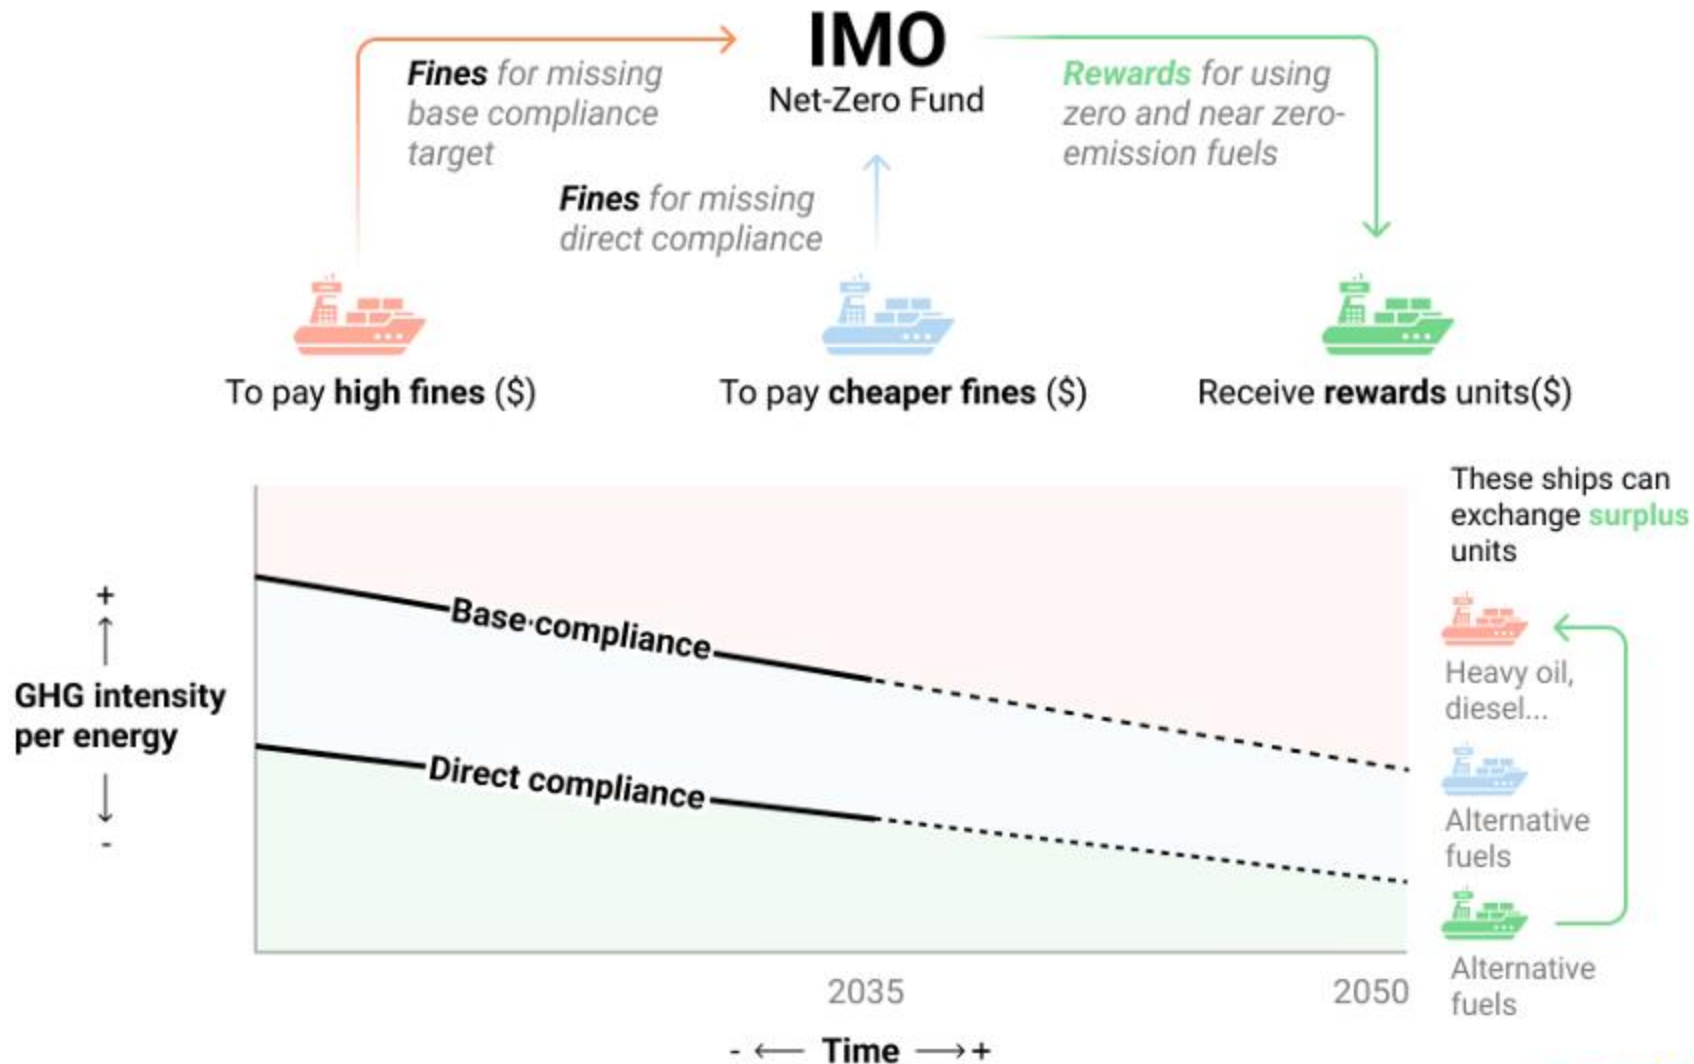 IMO
Net-Zero Fund
Fines for missing
base compliance
target
Fines for missing
direct compliance
Rewards for using
zero and near zero-
emission fuels
To pay high fines ($)
To pay cheaper fines ($)
Receive rewards units($)
+
GHG intensity
per energy
-
Base compliance
Direct compliance
2035
2050
- Time +
These ships can
exchange surplus
units
Heavy oil,
diesel...
Alternative
fuels
Alternative
fuels